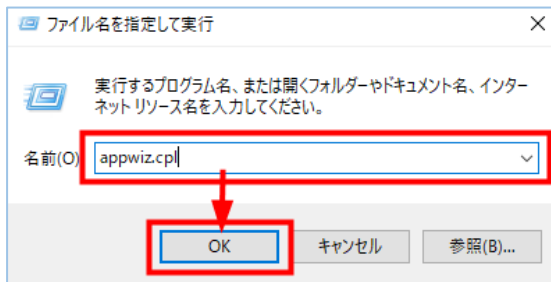 ファイル名を指定して実行
実行するプログラム名、または開くフォルダーやドキュメント名、インター
ネット リソース名を入力してください。
名前(O) appwiz.cpl
OK キャンセル 参照(B)...